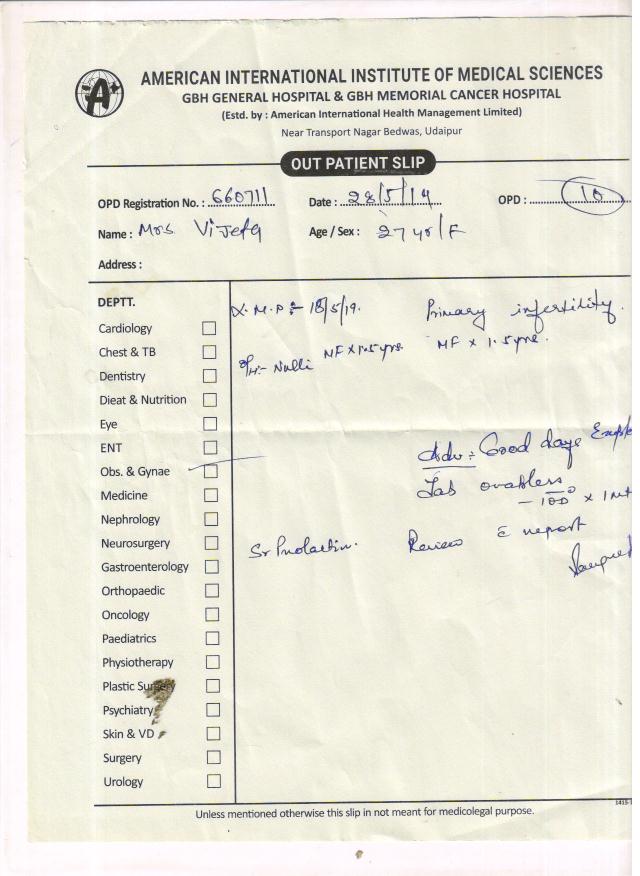 AMERICAN INTERNATIONAL INSTITUTE OF MEDICAL SCIENCES
GBH GENERAL HOSPITAL & GBH MEMORIAL CANCER HOSPITAL
(Estd. by : American International Health Management Limited)
Near Transport Nagar Bedwas, Udaipur
OUT PATIENT SLIP
OPD Registration No. : 660711 Date : 28/5/19 OPD : 10
Name : Mrs Vijeta Age / Sex : 27 yr/F
Address :
DEPTT.
Cardiology
Chest & TB
Dentistry
Dieat & Nutrition
Eye
ENT
Obs. & Gynae
Medicine
Nephrology
Neurosurgery
Gastroenterology
Orthopaedic
Oncology
Paediatrics
Physiotherapy
Plastic Surgery
Psychiatry
Skin & VD
Surgery
Urology
L.M.P :- 18/5/19. Primary infertility.
O/H:- Nulli MF x 1.5 yrs. MF x 1.5 yrs.
Adv :- Good days
Tab
- 1OD x 1
Sr Prolactin. Review c report
Unless mentioned otherwise this slip in not meant for medicolegal purpose.